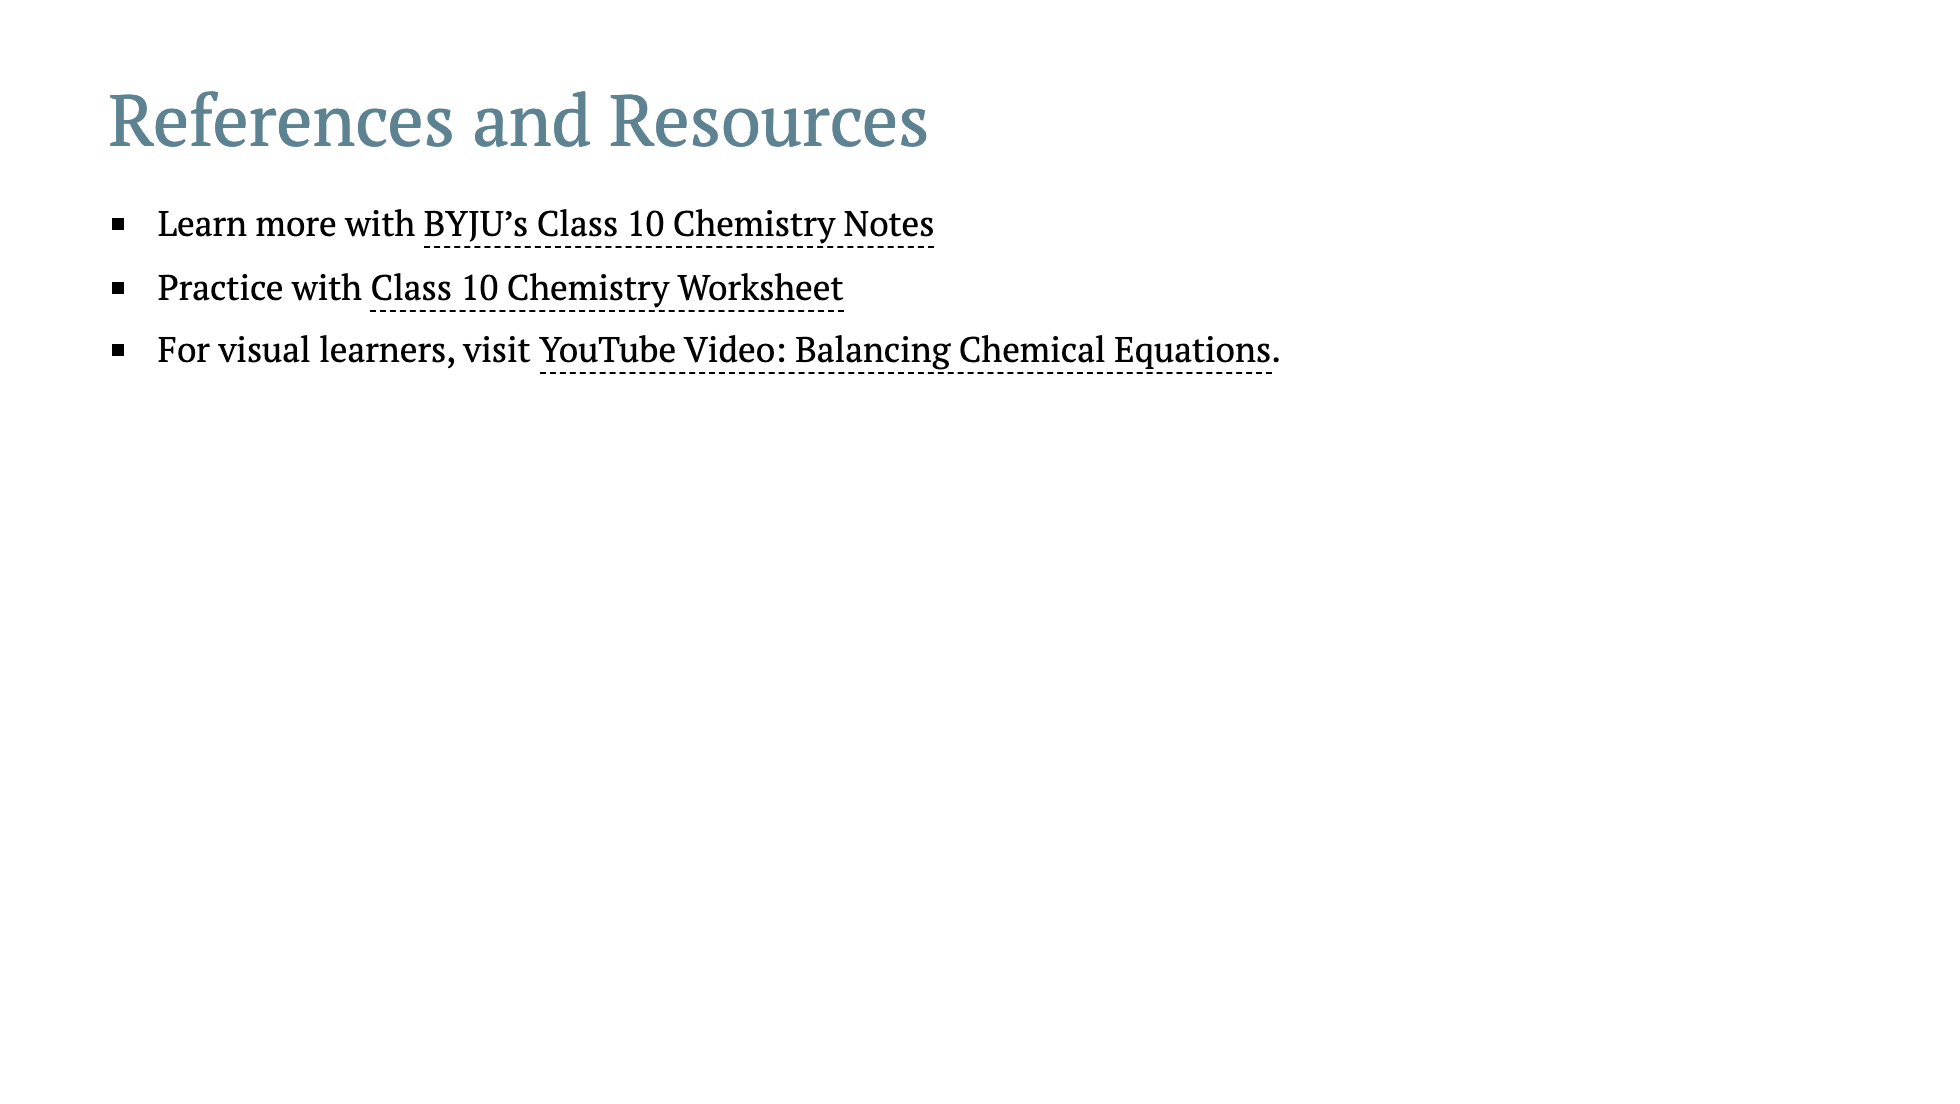 References and Resources
▪ Learn more with BYJU’s Class 10 Chemistry Notes
▪ Practice with Class 10 Chemistry Worksheet
▪ For visual learners, visit YouTube Video: Balancing Chemical Equations.